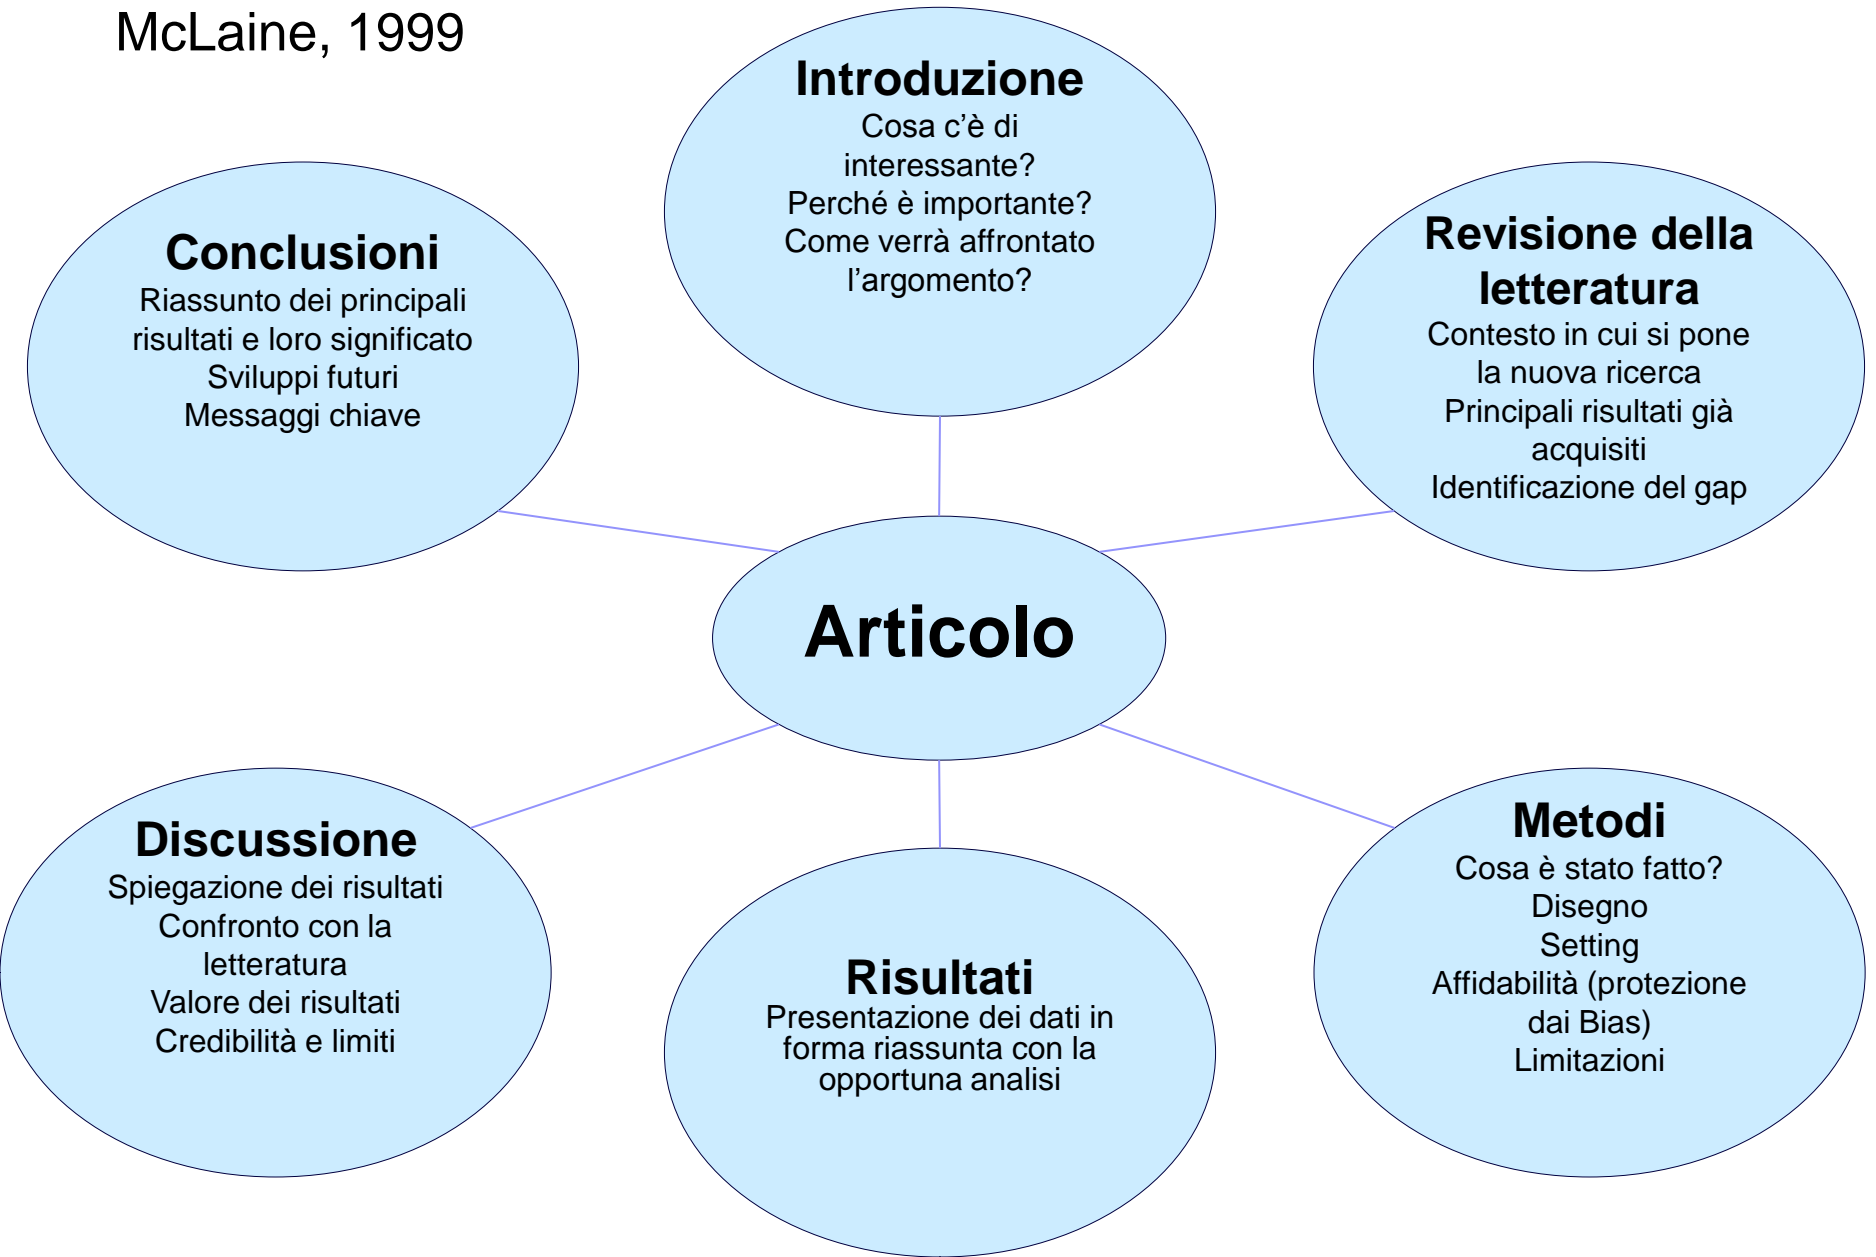 McLaine, 1999
Introduzione
Cosa c’è di
interessante?
Perché è importante?
Come verrà affrontato
l’argomento?
Revisione della
letteratura
Contesto in cui si pone
la nuova ricerca
Principali risultati già
acquisiti
Identificazione del gap
Metodi
Cosa è stato fatto?
Disegno
Setting
Affidabilità (protezione
dai Bias)
Limitazioni
Risultati
Presentazione dei dati in
forma riassunta con la
opportuna analisi
Discussione
Spiegazione dei risultati
Confronto con la
letteratura
Valore dei risultati
Credibilità e limiti
Conclusioni
Riassunto dei principali
risultati e loro significato
Sviluppi futuri
Messaggi chiave
Articolo